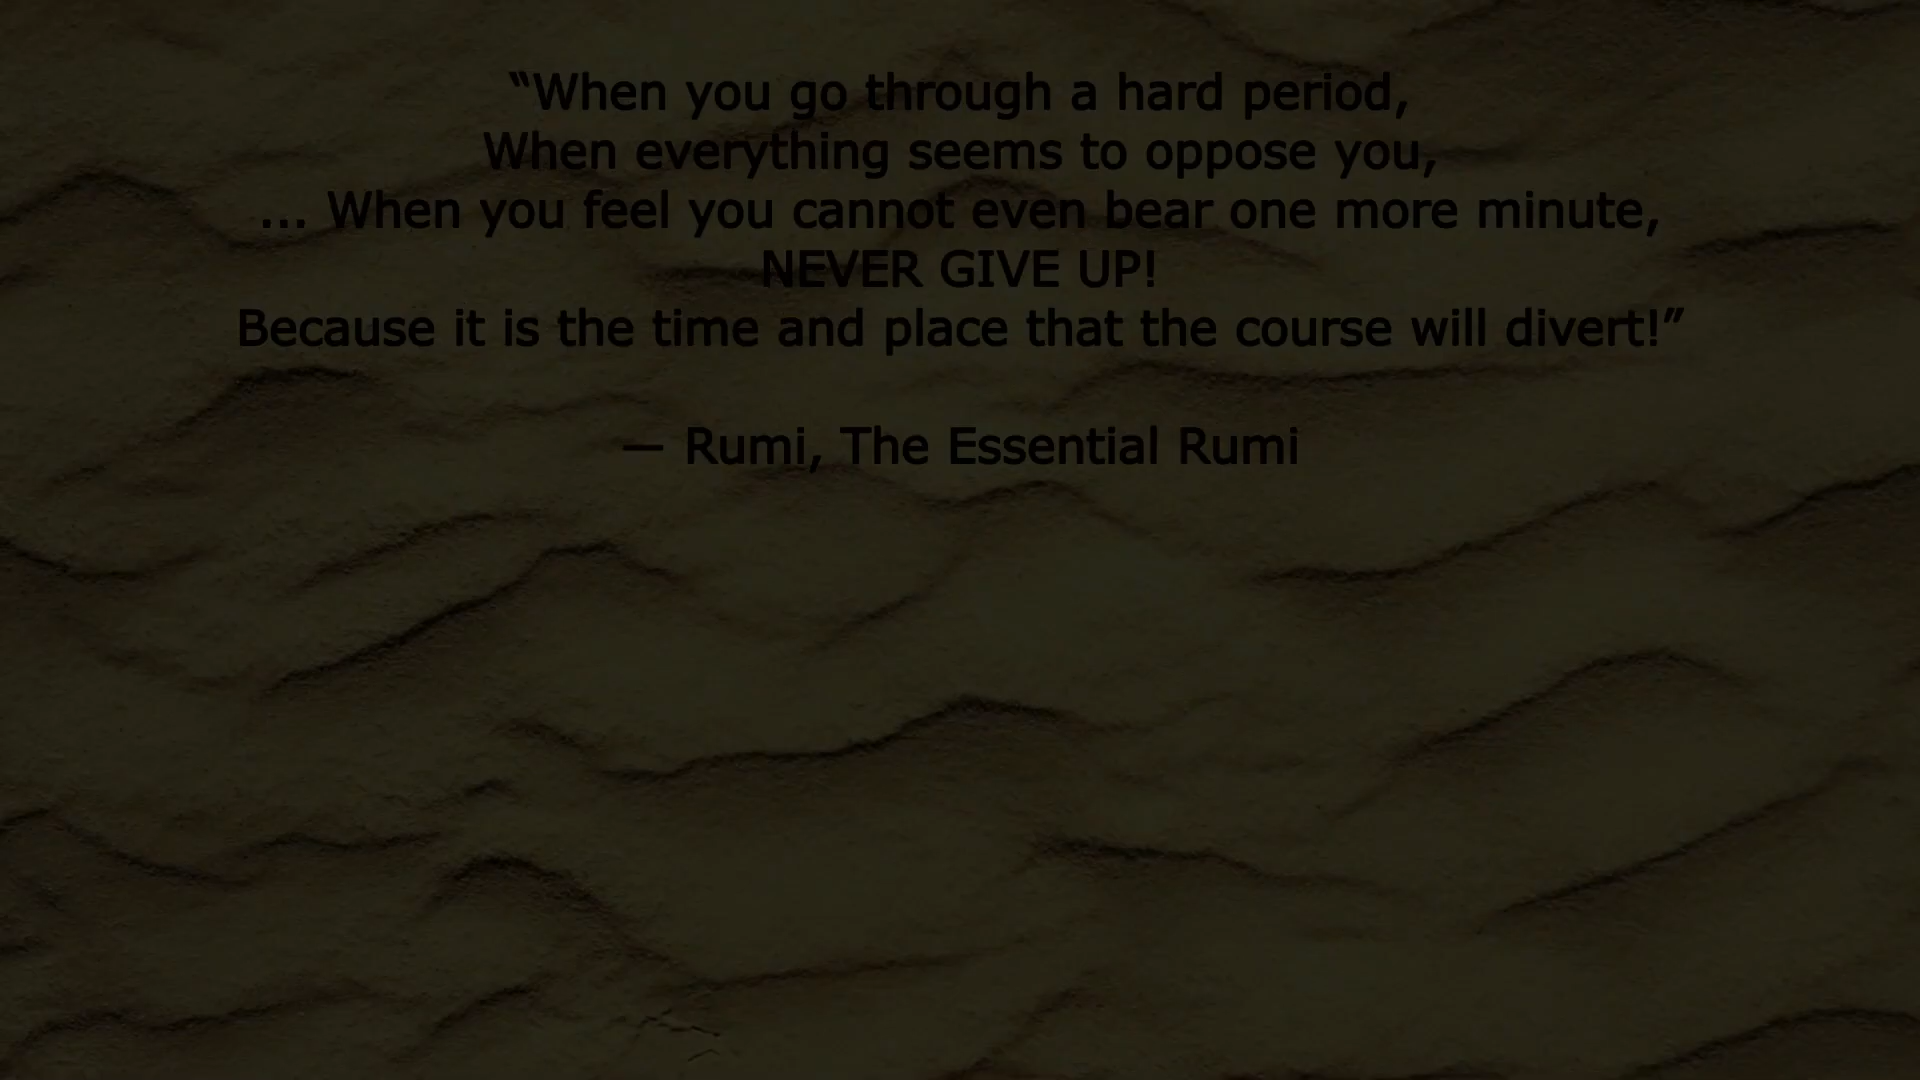 “When you go through a hard period,
When everything seems to oppose you,
... When you feel you cannot even bear one more minute,
NEVER GIVE UP!
Because it is the time and place that the course will divert!”
— Rumi, The Essential Rumi